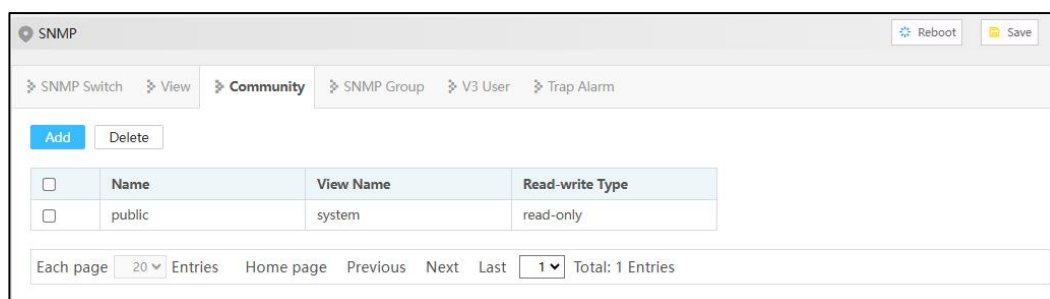 SNMP Reboot Save
SNMP Switch View Community SNMP Group V3 User Trap Alarm
Add Delete
Name View Name Read-write Type
public system read-only
Each page 20 Entries Home page Previous Next Last 1 Total: 1 Entries